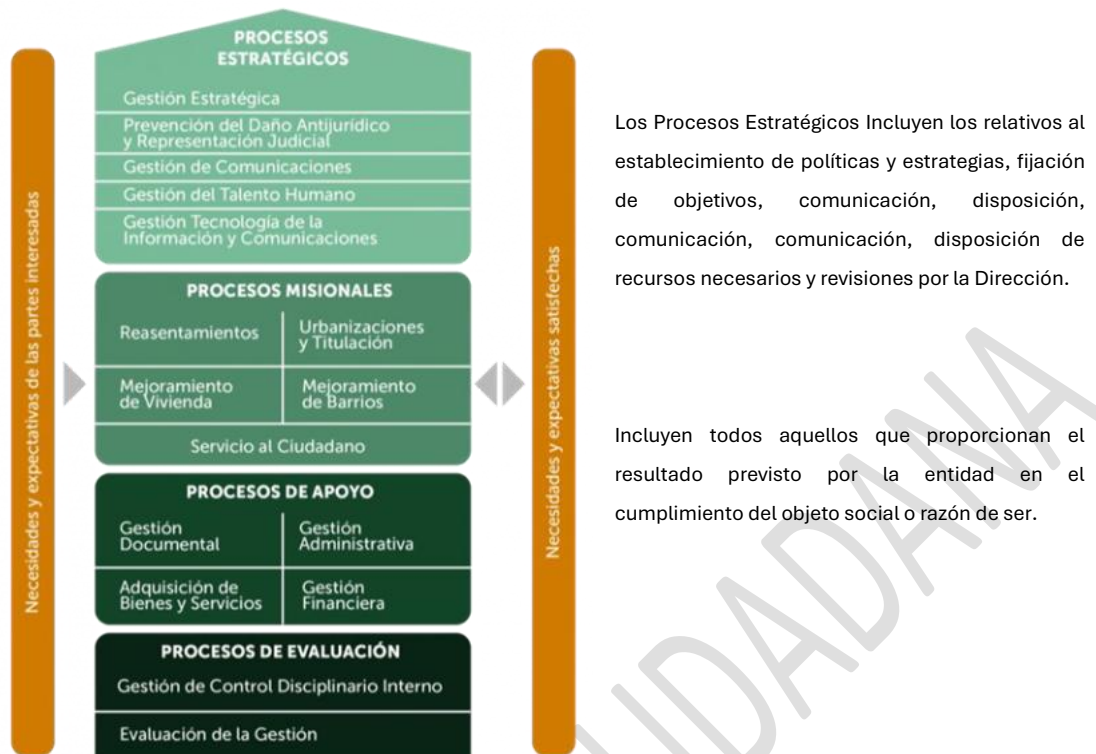 Necesidades y expectativas de las partes interesadas
PROCESOS
ESTRATÉGICOS
Gestión Estratégica
Prevención del Daño Antijurídico
y Representación Judicial
Gestión de Comunicaciones
Gestión del Talento Humano
Gestión Tecnología de la
Información y Comunicaciones
PROCESOS MISIONALES
Reasentamientos
Urbanizaciones
y Titulación
Mejoramiento
de Vivienda
Mejoramiento
de Barrios
Servicio al Ciudadano
PROCESOS DE APOYO
Gestión
Documental
Gestión
Administrativa
Adquisición de
Bienes y Servicios
Gestión
Financiera
PROCESOS DE EVALUACIÓN
Gestión de Control Disciplinario Interno
Evaluación de la Gestión
Necesidades y expectativas satisfechas
Los Procesos Estratégicos Incluyen los relativos al
establecimiento de políticas y estrategias, fijación
de objetivos, comunicación, disposición,
comunicación, comunicación, disposición de
recursos necesarios y revisiones por la Dirección.
Incluyen todos aquellos que proporcionan el
resultado previsto por la entidad en el
cumplimiento del objeto social o razón de ser.
UDADANA